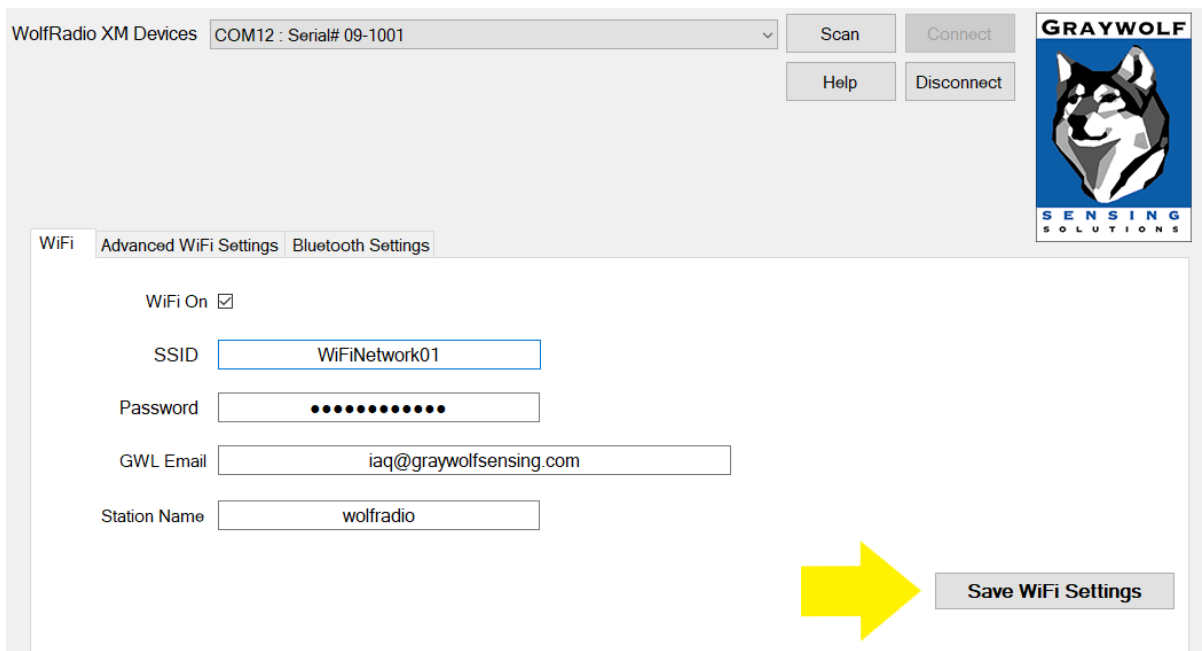 WolfRadio XM Devices COM12 : Serial# 09-1001 Scan Connect
Help Disconnect
GRAYWOLF
SENSING
SOLUTIONS
WiFi Advanced WiFi Settings Bluetooth Settings
WiFi On
SSID WiFiNetwork01
Password ●●●●●●●●●●●●
GWL Email iaq@graywolfsensing.com
Station Name wolfradio
Save WiFi Settings